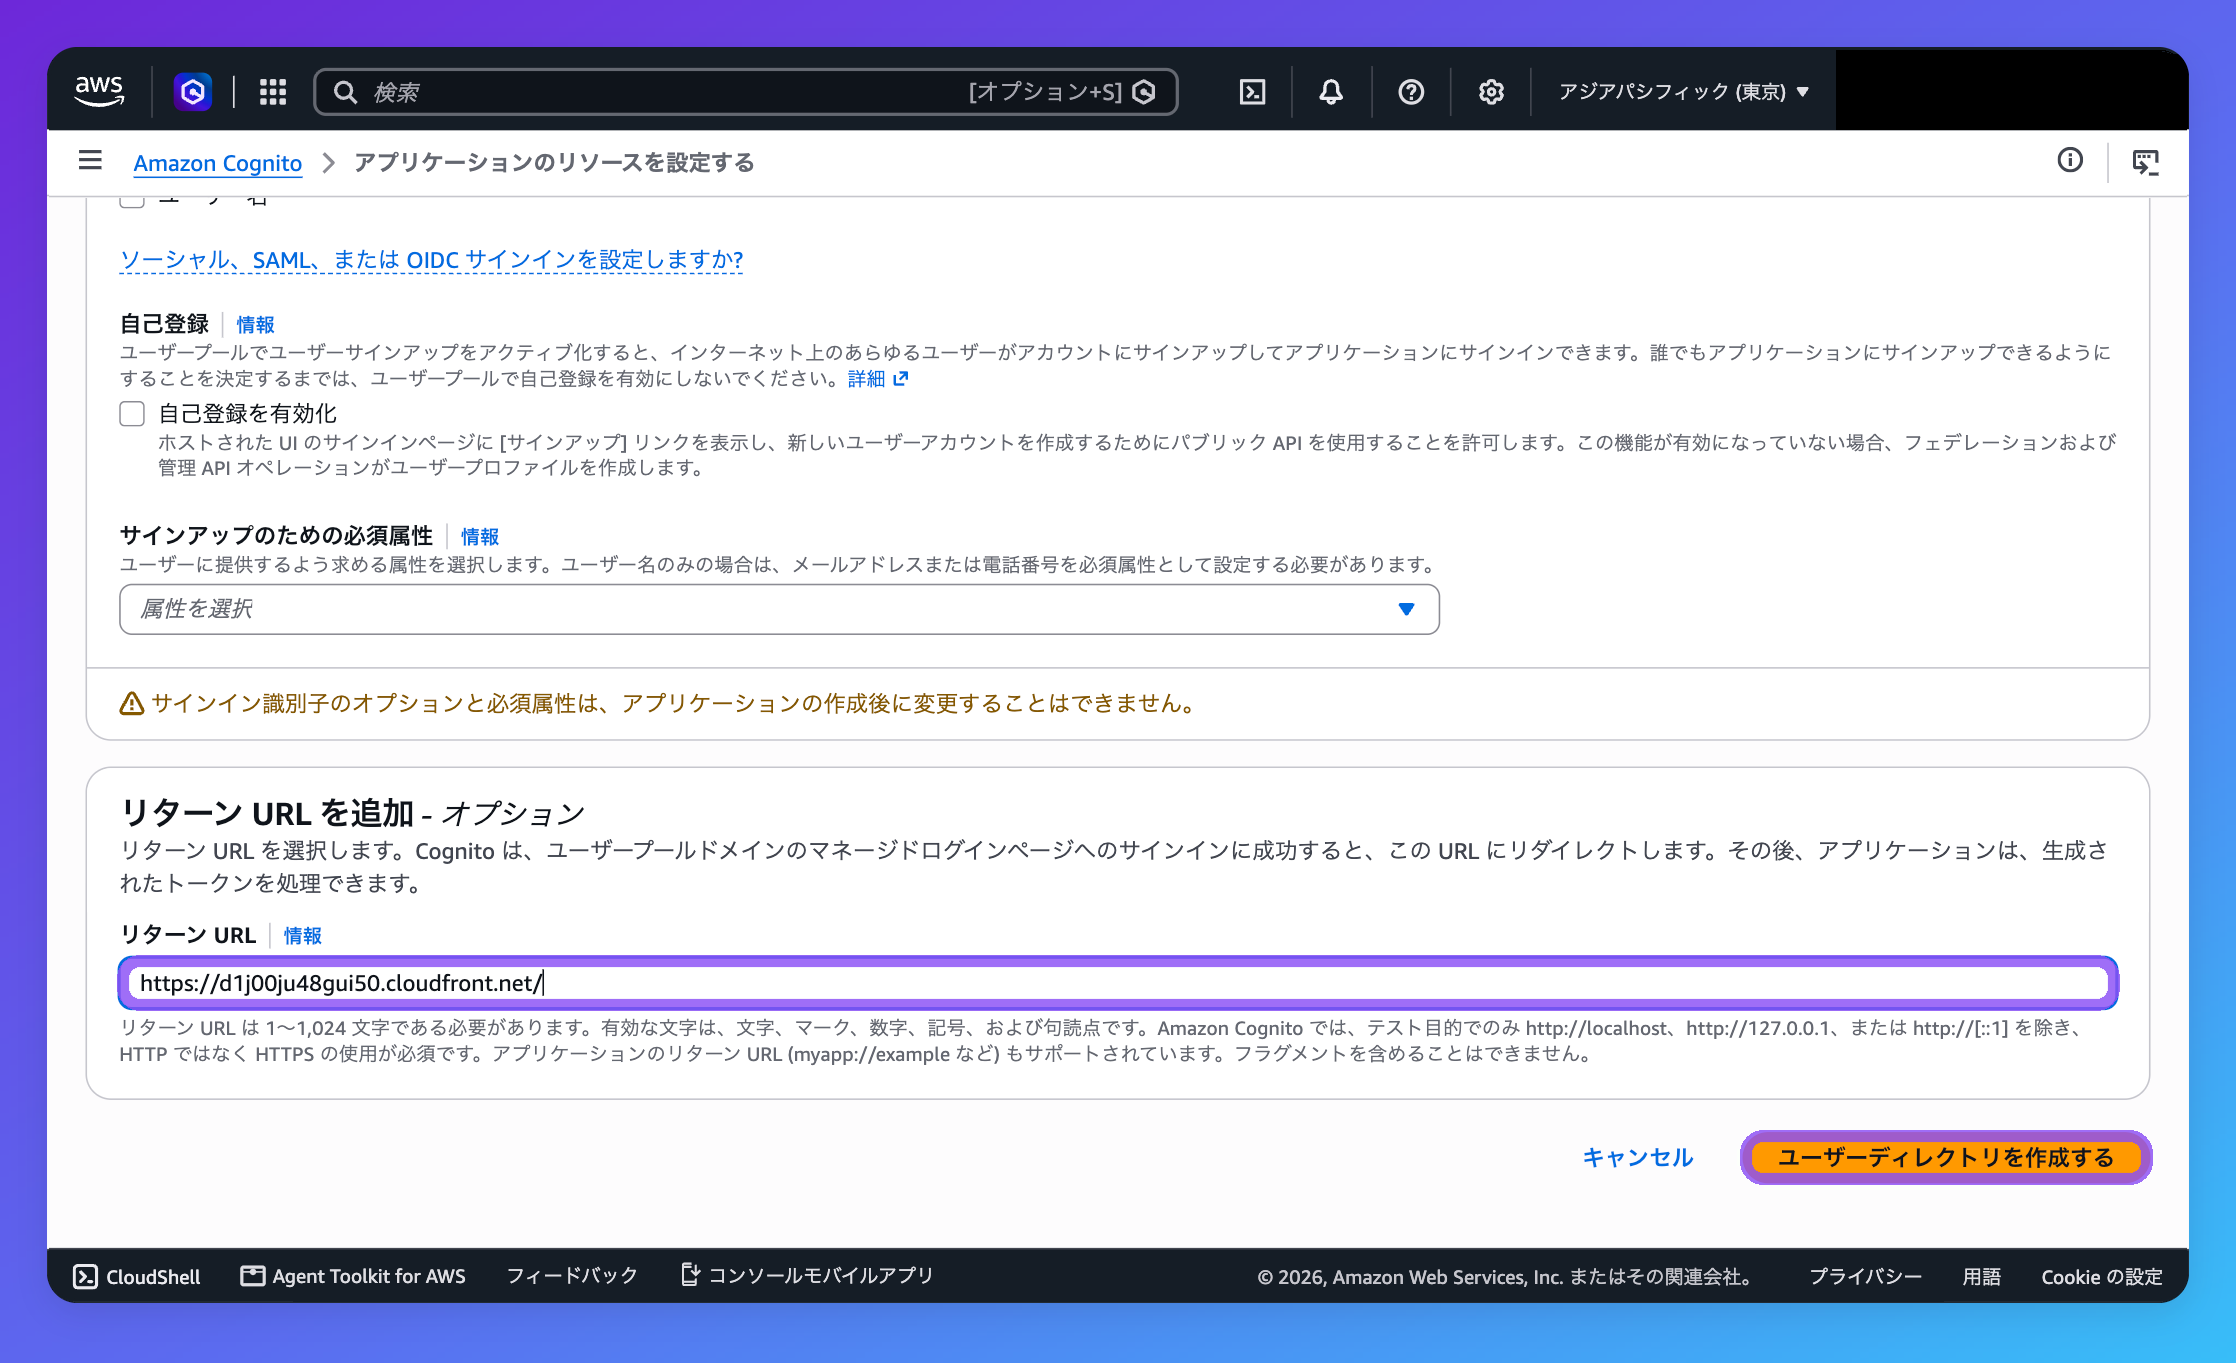 aws
検索
[オプション+S]
アジアパシフィック (東京) ▼
Amazon Cognito
アプリケーションのリソースを設定する
ユーザー名
ソーシャル、SAML、または OIDC サインインを設定しますか?
自己登録
情報
ユーザープールでユーザーサインアップをアクティブ化すると、インターネット上のあらゆるユーザーがアカウントにサインアップしてアプリケーションにサインインできます。誰でもアプリケーションにサインアップできるように
することを決定するまでは、ユーザープールで自己登録を有効にしないでください。詳細
自己登録を有効化
ホストされた UI のサインインページに [サインアップ] リンクを表示し、新しいユーザーアカウントを作成するためにパブリック API を使用することを許可します。この機能が有効になっていない場合、フェデレーションおよび
管理 API オペレーションがユーザープロファイルを作成します。
サインアップのための必須属性
情報
ユーザーに提供するよう求める属性を選択します。ユーザー名のみの場合は、メールアドレスまたは電話番号を必須属性として設定する必要があります。
属性を選択
サインイン識別子のオプションと必須属性は、アプリケーションの作成後に変更することはできません。
リターン URL を追加 - オプション
リターン URL を選択します。Cognito は、ユーザープールドメインのマネージドログインページへのサインインに成功すると、この URL にリダイレクトします。その後、アプリケーションは、生成さ
れたトークンを処理できます。
リターン URL
情報
https://d1j00ju48gui50.cloudfront.net/
リターン URL は 1～1,024 文字である必要があります。有効な文字は、文字、マーク、数字、記号、および句読点です。Amazon Cognito では、テスト目的でのみ http://localhost、http://127.0.0.1、または http://[::1] を除き、
HTTP ではなく HTTPS の使用が必須です。アプリケーションのリターン URL (myapp://example など) もサポートされています。フラグメントを含めることはできません。
キャンセル
ユーザーディレクトリを作成する
CloudShell
Agent Toolkit for AWS
フィードバック
コンソールモバイルアプリ
© 2026, Amazon Web Services, Inc. またはその関連会社。
プライバシー
用語
Cookie の設定